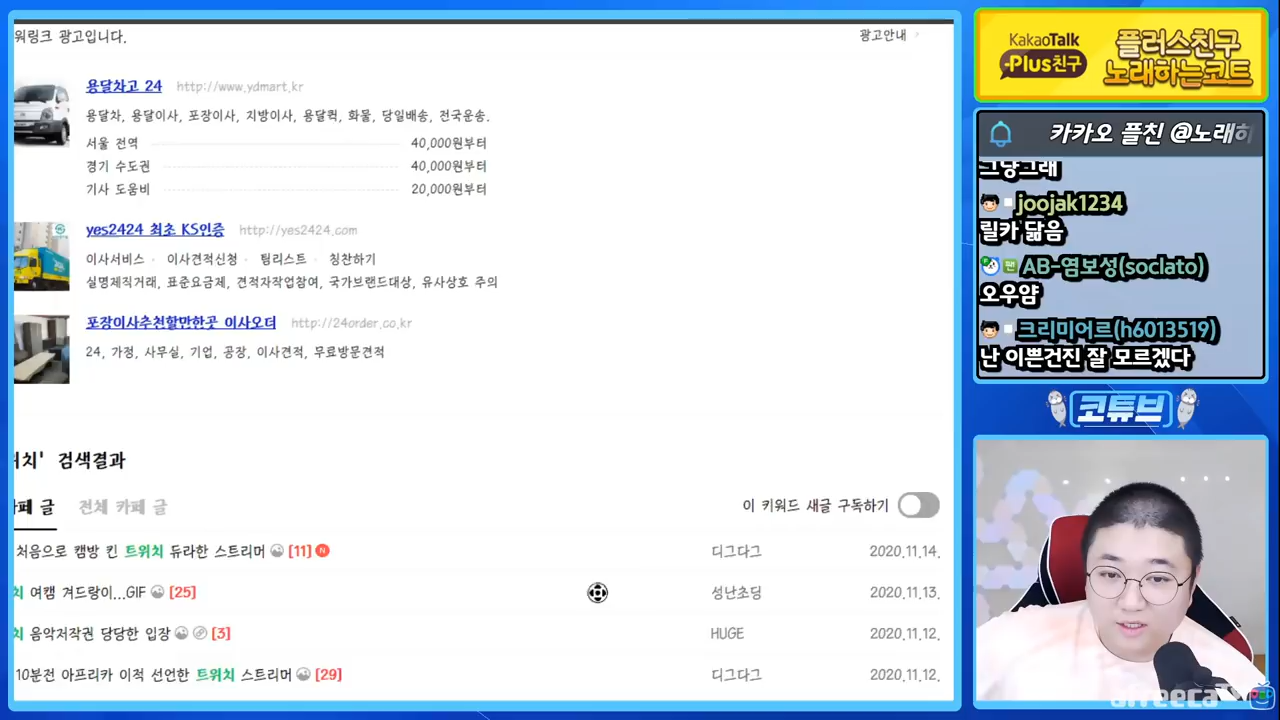 워링크 광고입니다.
광고안내
용달차고 24 http://www.ydmart.kr
용달차, 용달이사, 포장이사, 지방이사, 용달퀵, 화물, 당일배송, 전국운송.
서울 전역 40,000원부터
경기 수도권 40,000원부터
기사 도움비 20,000원부터
yes2424 최초 KS인증 http://yes2424.com
이사서비스 · 이사견적신청 · 팀리스트 · 칭찬하기
실명제직거래, 표준요금제, 견적자작업참여, 국가브랜드대상, 유사상호 주의
포장이사추천할만한곳 이사오더 http://24order.co.kr
24, 가정, 사무실, 기업, 공장, 이사견적, 무료방문견적
위치' 검색결과
카페 글 전체 카페 글
이 키워드 새글 구독하기
처음으로 캠방 킨 트위치 듀라한 스트리머 [11] N 디그다그 2020.11.14.
치 여캠 겨드랑이...GIF [25] 성난초딩 2020.11.13.
치 음악저작권 당당한 입장 [3] HUGE 2020.11.12.
10분전 아프리카 이적 선언한 트위치 스트리머 [29] 디그다그 2020.11.12.
KakaoTalk
Plus친구
플러스친구
노래하는코트
카카오 플친 @노래하
그냥그래
joojak1234
릴카 닮음
AB-염보성(soclato)
오우얌
크리미어르(h6013519)
난 이쁜건진 잘 모르겠다
코튜브
afreecaTV